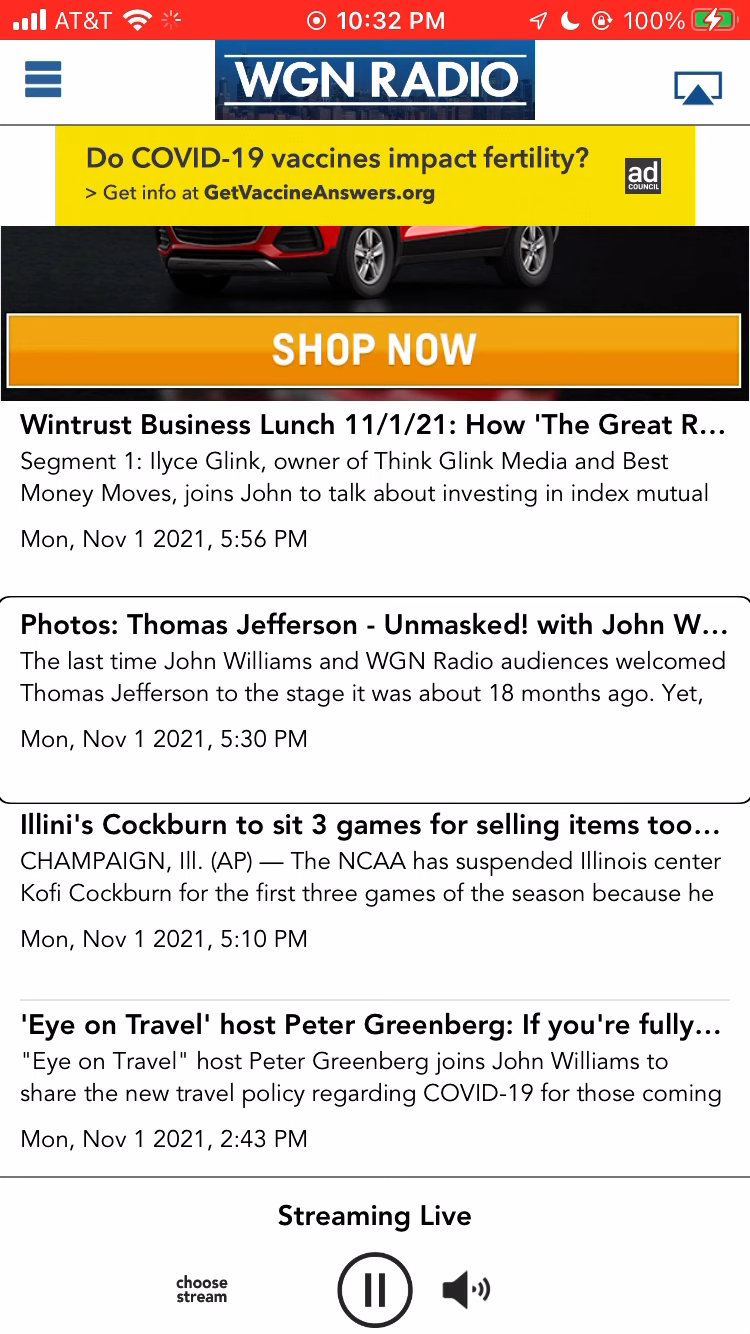 AT&T 10:32 PM 100%
WGN RADIO
Do COVID-19 vaccines impact fertility?
> Get info at GetVaccineAnswers.org
ad
COUNCIL
SHOP NOW
Wintrust Business Lunch 11/1/21: How 'The Great R...
Segment 1: Ilyce Glink, owner of Think Glink Media and Best
Money Moves, joins John to talk about investing in index mutual
Mon, Nov 1 2021, 5:56 PM
Photos: Thomas Jefferson - Unmasked! with John W...
The last time John Williams and WGN Radio audiences welcomed
Thomas Jefferson to the stage it was about 18 months ago. Yet,
Mon, Nov 1 2021, 5:30 PM
Illini's Cockburn to sit 3 games for selling items too...
CHAMPAIGN, Ill. (AP) — The NCAA has suspended Illinois center
Kofi Cockburn for the first three games of the season because he
Mon, Nov 1 2021, 5:10 PM
'Eye on Travel' host Peter Greenberg: If you're fully...
"Eye on Travel" host Peter Greenberg joins John Williams to
share the new travel policy regarding COVID-19 for those coming
Mon, Nov 1 2021, 2:43 PM
Streaming Live
choose
stream